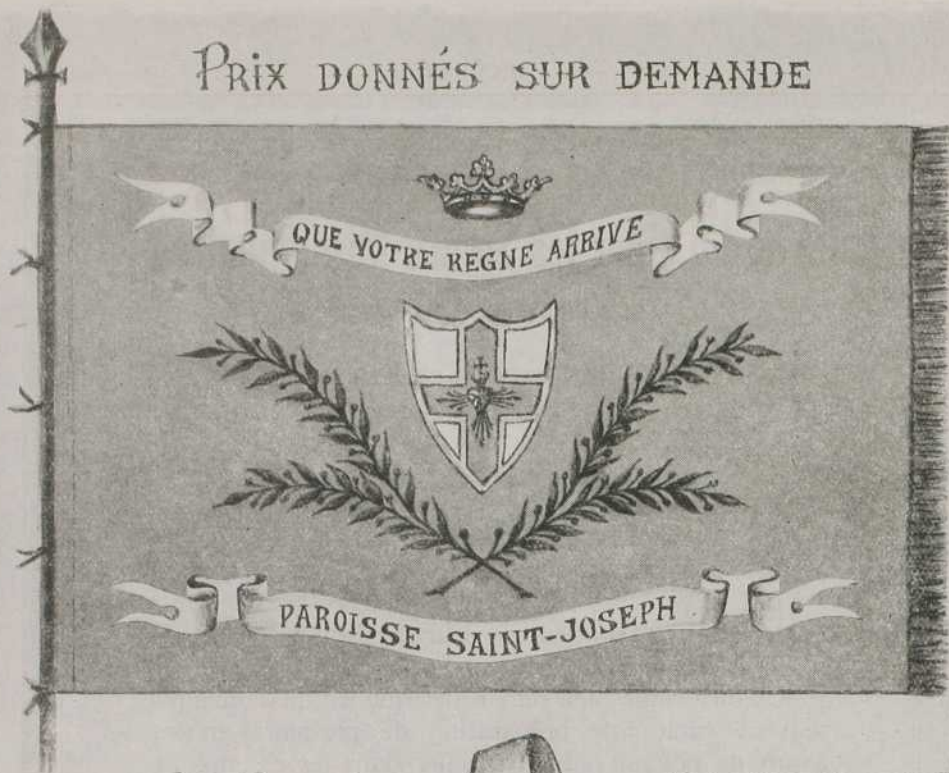 PRIX DONNÉS SUR DEMANDE
QUE VOTRE REGNE ARRIVE
PAROISSE SAINT-JOSEPH